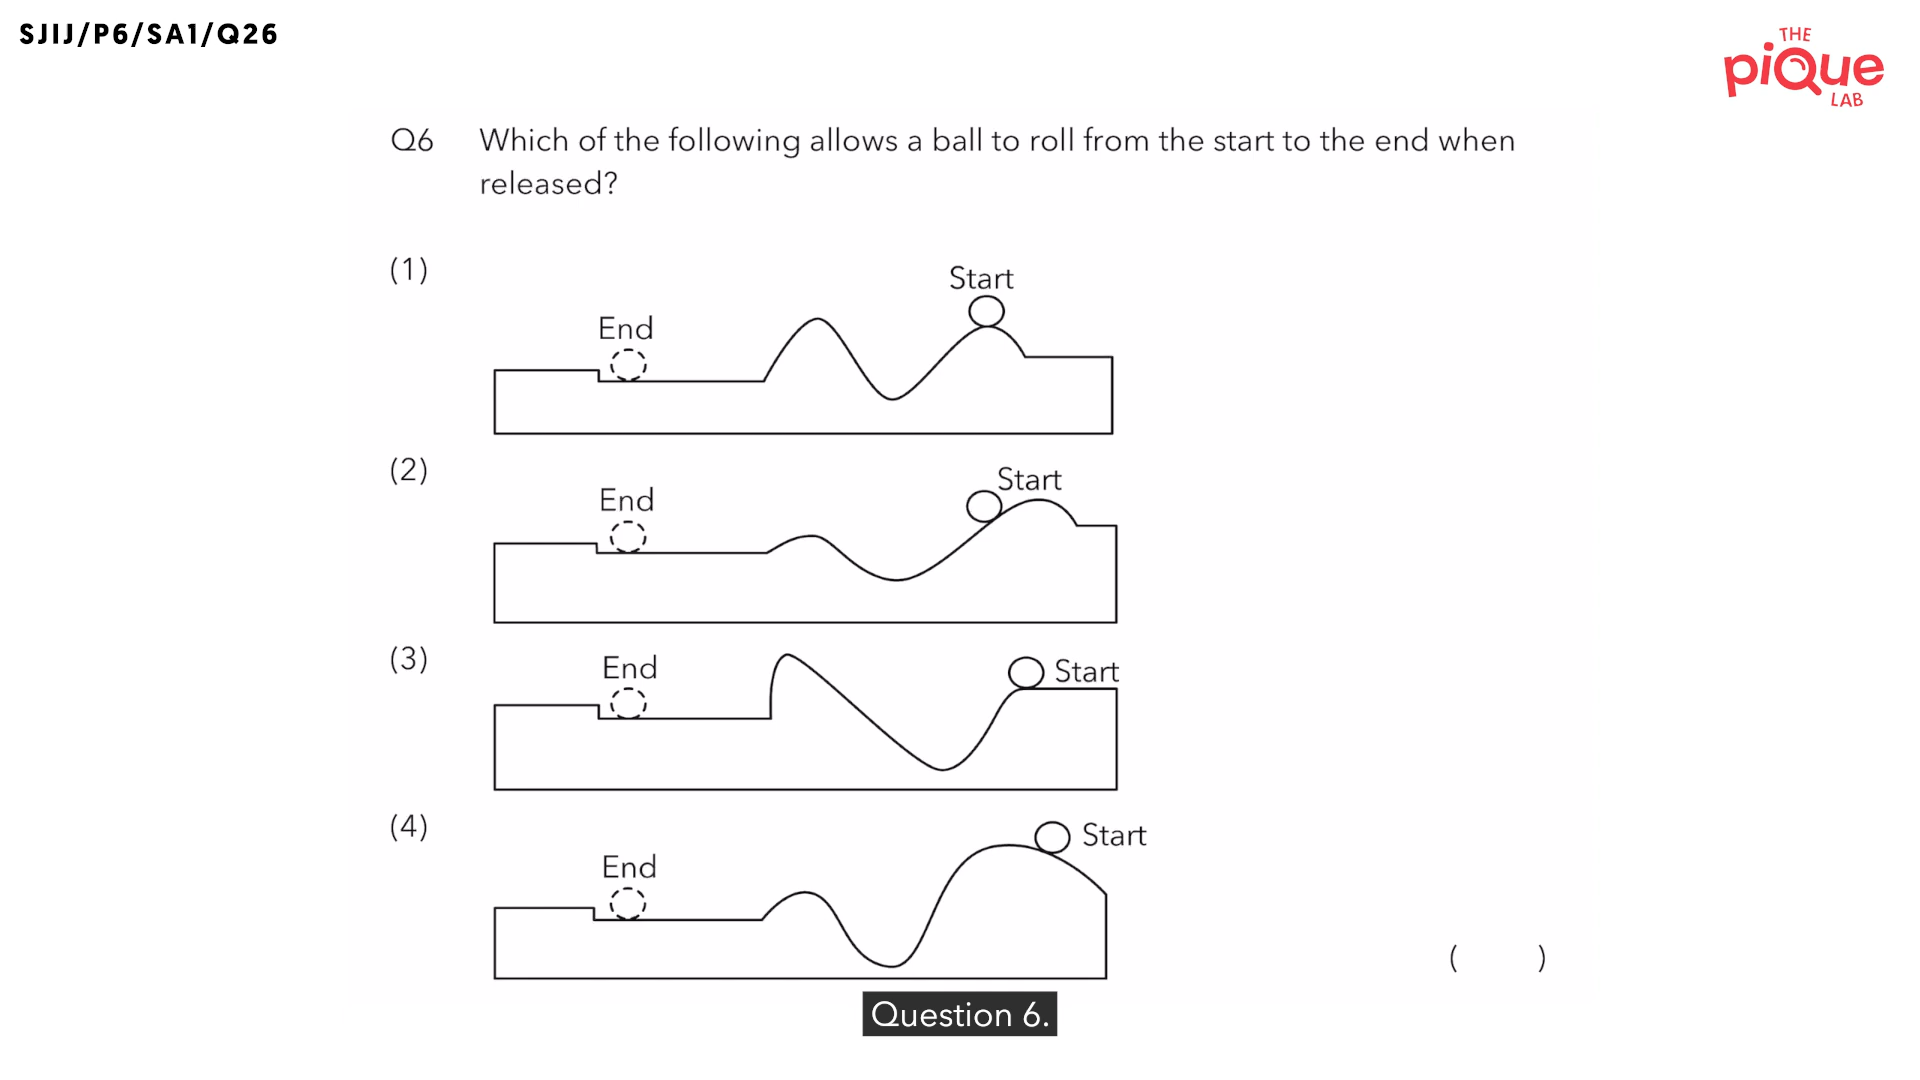 SJIJ/P6/SA1/Q26
THE
piQue
LAB
Q6 Which of the following allows a ball to roll from the start to the end when
released?
(1)
Start
End
(2)
Start
End
(3)
End
Start
(4)
Start
End
( )
Question 6.